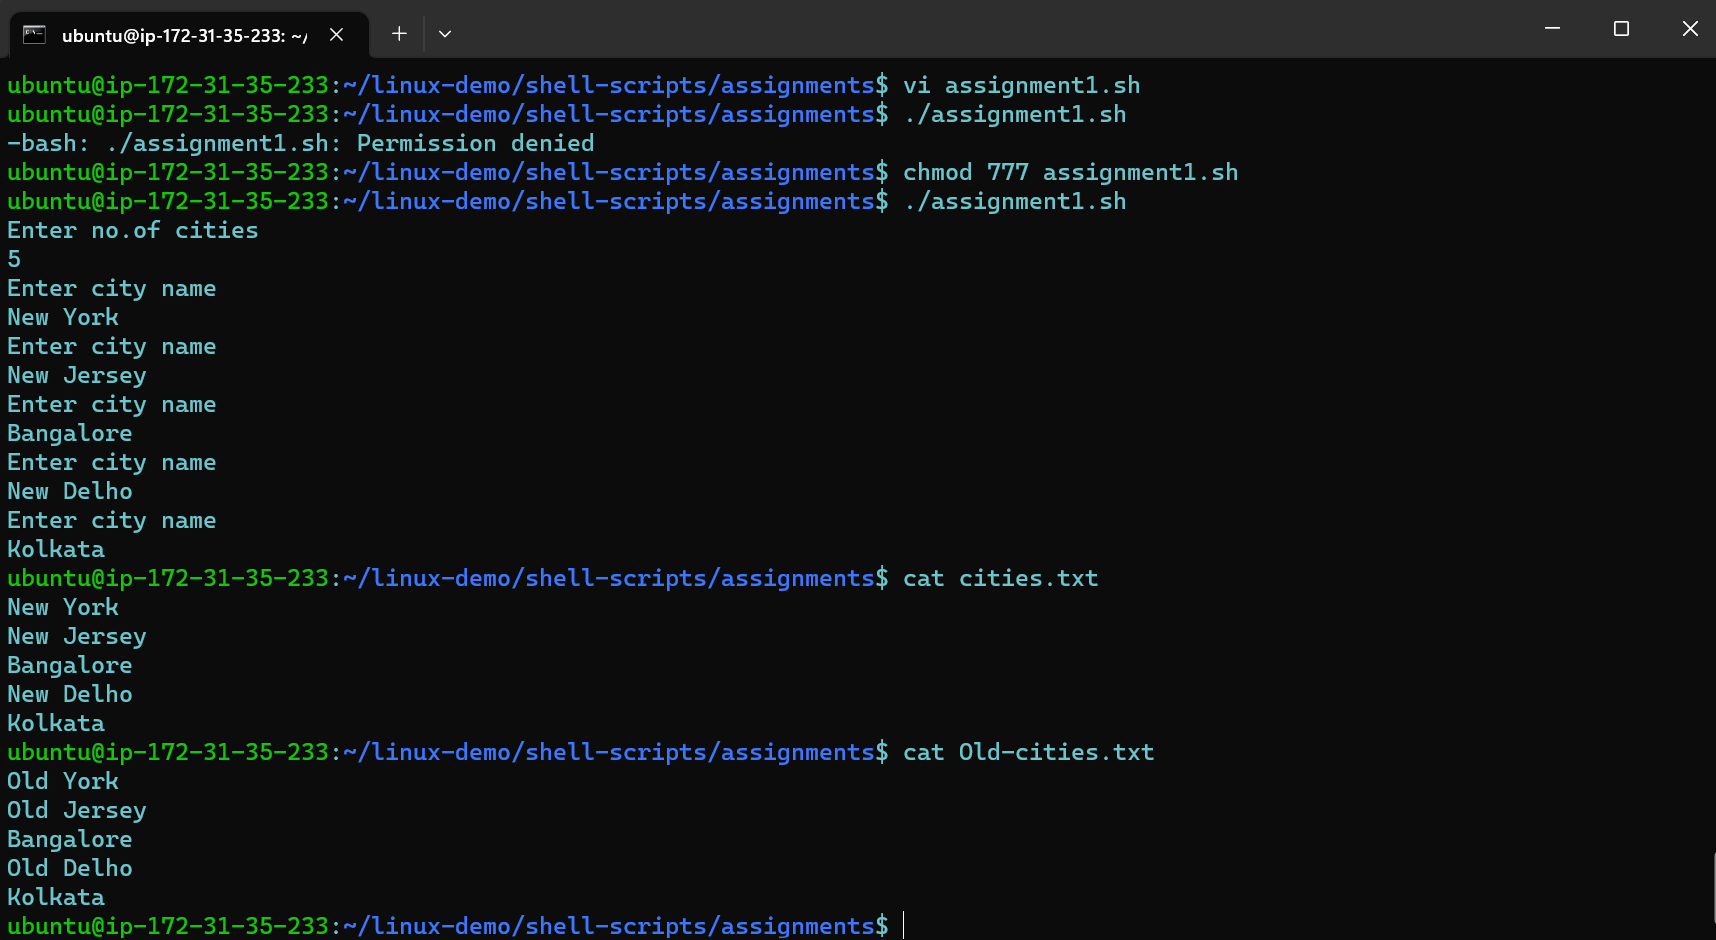 ubuntu@ip-172-31-35-233: ~/
ubuntu@ip-172-31-35-233:~/linux-demo/shell-scripts/assignments$ vi assignment1.sh
ubuntu@ip-172-31-35-233:~/linux-demo/shell-scripts/assignments$ ./assignment1.sh
-bash: ./assignment1.sh: Permission denied
ubuntu@ip-172-31-35-233:~/linux-demo/shell-scripts/assignments$ chmod 777 assignment1.sh
ubuntu@ip-172-31-35-233:~/linux-demo/shell-scripts/assignments$ ./assignment1.sh
Enter no.of cities
5
Enter city name
New York
Enter city name
New Jersey
Enter city name
Bangalore
Enter city name
New Delho
Enter city name
Kolkata
ubuntu@ip-172-31-35-233:~/linux-demo/shell-scripts/assignments$ cat cities.txt
New York
New Jersey
Bangalore
New Delho
Kolkata
ubuntu@ip-172-31-35-233:~/linux-demo/shell-scripts/assignments$ cat Old-cities.txt
Old York
Old Jersey
Bangalore
Old Delho
Kolkata
ubuntu@ip-172-31-35-233:~/linux-demo/shell-scripts/assignments$